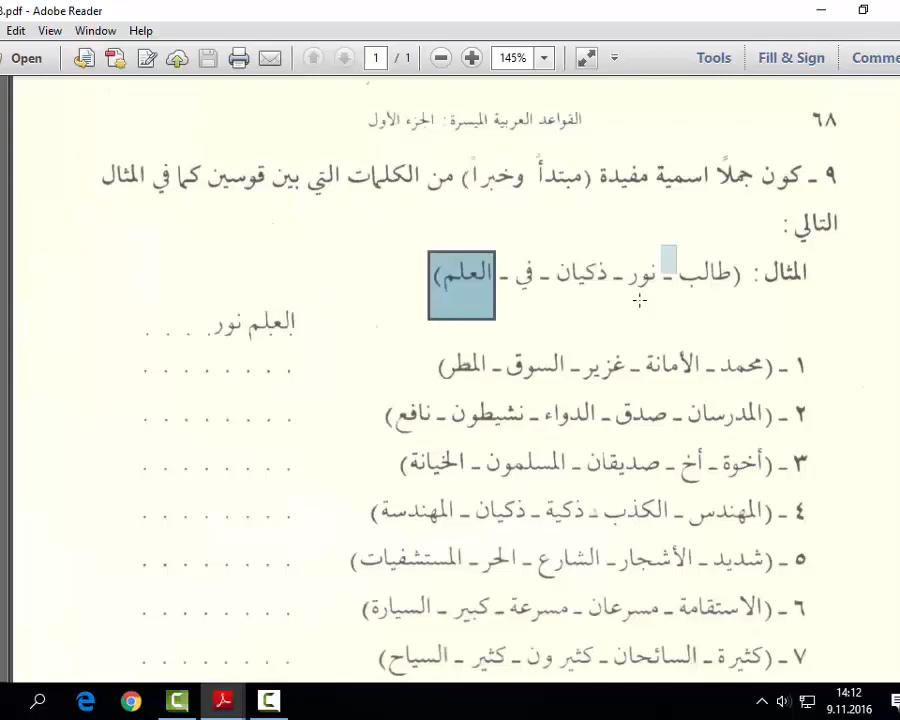 3.pdf - Adobe Reader
Edit View Window Help
Open 1 / 1 145% Tools Fill & Sign Comme
القواعد العربية الميسرة : الجزء الأول ٦٨
٩ ـ كون جملاً اسمية مفيدة (مبتدأً وخبراً) من الكلمات التي بين قوسين كما في المثال
التالي :
المثال : (طالب ـ نور ـ ذكيان ـ في ـ العلم)
العلم نور . . . .
١ ـ (محمد ـ الأمانة ـ غزير ـ السوق ـ المطر) . . . . . . . .
٢ ـ (المدرسان ـ صدق ـ الدواء ـ نشيطون ـ نافع) . . . . . . . .
٣ ـ (أخوة ـ أخ ـ صديقان ـ المسلمون ـ الخيانة) . . . . . . . .
٤ ـ (المهندس ـ الكذب ـ ذكية ـ ذكيان ـ المهندسة) . . . . . . . .
٥ ـ (شديد ـ الأشجار ـ الشارع ـ الحر ـ المستشفيات) . . . . . . . .
٦ ـ (الاستقامة ـ مسرعان ـ مسرعة ـ كبير ـ السيارة) . . . . . . . .
٧ ـ (كثيرة ـ السائحان ـ كثيرون ـ كثير ـ السياح) . . . . . . . .
14:12
9.11.2016